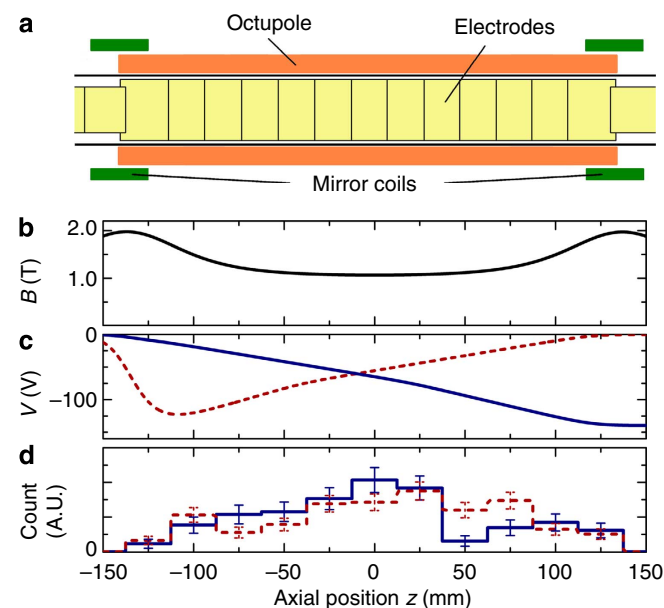 a
Octupole
Electrodes
Mirror coils
b
2.0
1.0
B (T)
c
0
−100
V (V)
d
Count
(A.U.)
0
−150 −100 −50 0 50 100 150
Axial position z (mm)